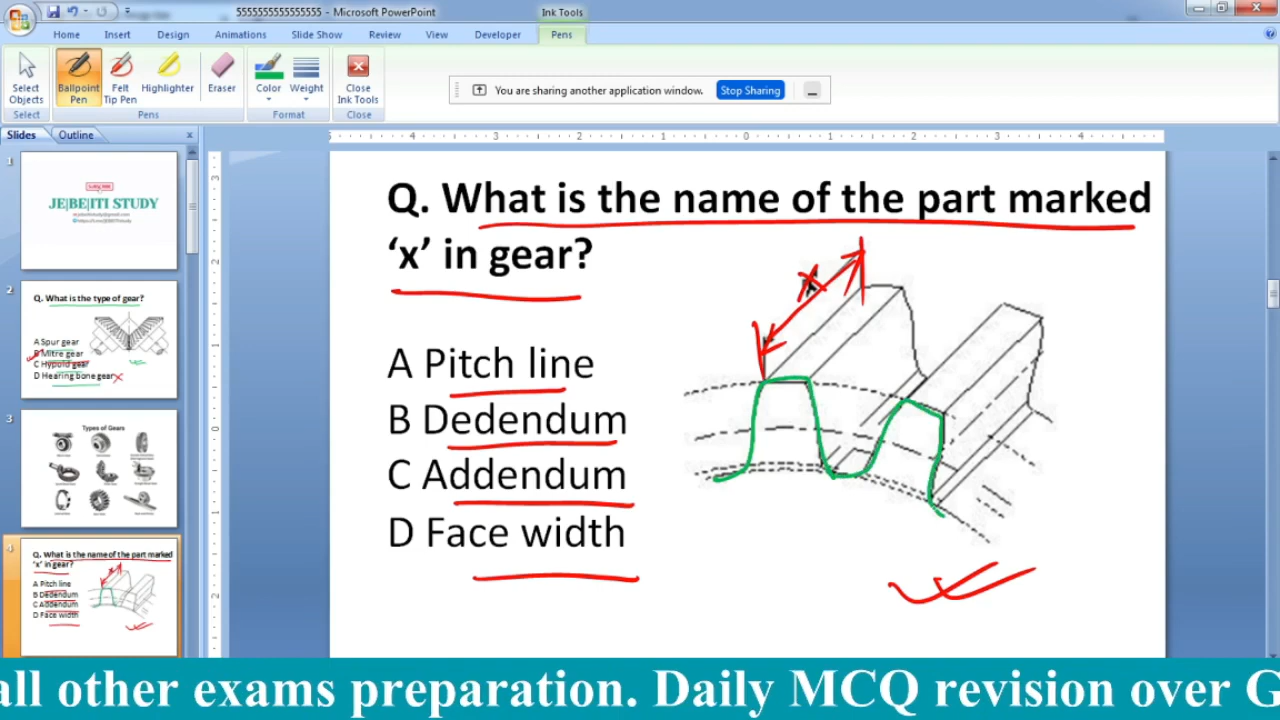 5555555555555555 - Microsoft PowerPoint
Ink Tools
Home Insert Design Animations Slide Show Review View Developer Pens
Select Objects
Ballpoint Pen
Felt Tip Pen
Highlighter
Eraser
Color
Weight
Close Ink Tools
Select Pens Format Close
You are sharing another application window. Stop Sharing
Slides Outline
1
JE|BE|ITI STUDY
2
Q. What is the type of gear?
A Spur gear
B Mitre gear
C Hypoid gear
D Hearing bone gear
3
Types of Gears
4
Q. What is the name of the part marked
'x' in gear?
A Pitch line
B Dedendum
C Addendum
D Face width
Q. What is the name of the part marked
‘x’ in gear?
X
A Pitch line
B Dedendum
C Addendum
D Face width
all other exams preparation. Daily MCQ revision over G